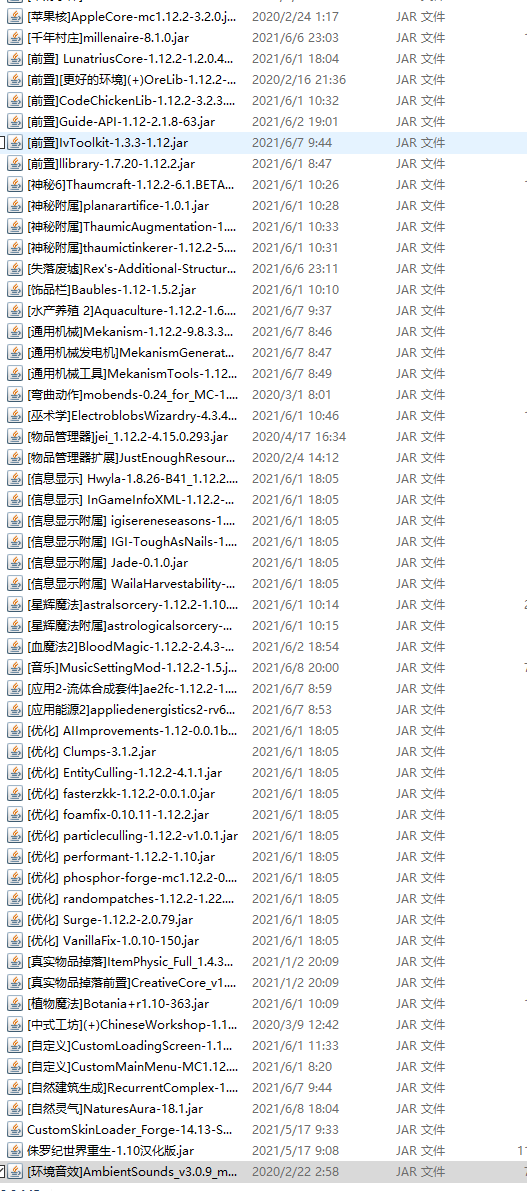 [苹果核]AppleCore-mc1.12.2-3.2.0.j... 2020/2/24 1:17 JAR 文件
[千年村庄]millenaire-8.1.0.jar 2021/6/6 23:03 JAR 文件
[前置] LunatriusCore-1.12.2-1.2.0.4... 2021/6/1 18:04 JAR 文件
[前置][更好的环境](+)OreLib-1.12.2-... 2020/2/16 21:36 JAR 文件
[前置]CodeChickenLib-1.12.2-3.2.3.... 2021/6/1 10:32 JAR 文件
[前置]Guide-API-1.12-2.1.8-63.jar 2021/6/2 19:01 JAR 文件
[前置]IvToolkit-1.3.3-1.12.jar 2021/6/7 9:44 JAR 文件
[前置]llibrary-1.7.20-1.12.2.jar 2021/6/1 8:47 JAR 文件
[神秘6]Thaumcraft-1.12.2-6.1.BETA... 2021/6/1 10:26 JAR 文件
[神秘附属]planarartifice-1.0.1.jar 2021/6/1 10:28 JAR 文件
[神秘附属]ThaumicAugmentation-1.... 2021/6/1 10:33 JAR 文件
[神秘附属]thaumictinkerer-1.12.2-5.... 2021/6/1 10:31 JAR 文件
[失落废墟]Rex's-Additional-Structur... 2021/6/6 23:11 JAR 文件
[饰品栏]Baubles-1.12-1.5.2.jar 2021/6/1 10:10 JAR 文件
[水产养殖 2]Aquaculture-1.12.2-1.6.... 2021/6/7 9:37 JAR 文件
[通用机械]Mekanism-1.12.2-9.8.3.3... 2021/6/7 8:46 JAR 文件
[通用机械发电机]MekanismGenerat... 2021/6/7 8:47 JAR 文件
[通用机械工具]MekanismTools-1.12... 2021/6/7 8:49 JAR 文件
[弯曲动作]mobends-0.24_for_MC-1.... 2020/3/1 8:01 JAR 文件
[巫术学]ElectroblobsWizardry-4.3.4... 2021/6/1 10:46 JAR 文件
[物品管理器]jei_1.12.2-4.15.0.293.jar 2020/4/17 16:34 JAR 文件
[物品管理器扩展]JustEnoughResour... 2020/2/4 14:12 JAR 文件
[信息显示] Hwyla-1.8.26-B41_1.12.2.... 2021/6/1 18:05 JAR 文件
[信息显示] InGameInfoXML-1.12.2-... 2021/6/1 18:05 JAR 文件
[信息显示附属] igisereneseasons-1.... 2021/6/1 18:05 JAR 文件
[信息显示附属] IGI-ToughAsNails-1.... 2021/6/1 18:05 JAR 文件
[信息显示附属] Jade-0.1.0.jar 2021/6/1 18:05 JAR 文件
[信息显示附属] WailaHarvestability-... 2021/6/1 18:05 JAR 文件
[星辉魔法]astralsorcery-1.12.2-1.10.... 2021/6/1 10:14 JAR 文件
[星辉魔法附属]astrologicalsorcery-... 2021/6/1 10:15 JAR 文件
[血魔法2]BloodMagic-1.12.2-2.4.3-... 2021/6/2 18:54 JAR 文件
[音乐]MusicSettingMod-1.12.2-1.5.j... 2021/6/8 20:00 JAR 文件
[应用2-流体合成套件]ae2fc-1.12.2-1.... 2021/6/7 8:59 JAR 文件
[应用能源2]appliedenergistics2-rv6... 2021/6/7 8:53 JAR 文件
[优化] AIImprovements-1.12-0.0.1b... 2021/6/1 18:05 JAR 文件
[优化] Clumps-3.1.2.jar 2021/6/1 18:05 JAR 文件
[优化] EntityCulling-1.12.2-4.1.1.jar 2021/6/1 18:05 JAR 文件
[优化] fasterzkk-1.12.2-0.0.1.0.jar 2021/6/1 18:05 JAR 文件
[优化] foamfix-0.10.11-1.12.2.jar 2021/6/1 18:05 JAR 文件
[优化] particleculling-1.12.2-v1.0.1.jar 2021/6/1 18:05 JAR 文件
[优化] performant-1.12.2-1.10.jar 2021/6/1 18:05 JAR 文件
[优化] phosphor-forge-mc1.12.2-0.... 2021/6/1 18:05 JAR 文件
[优化] randompatches-1.12.2-1.22.... 2021/6/1 18:05 JAR 文件
[优化] Surge-1.12.2-2.0.79.jar 2021/6/1 18:05 JAR 文件
[优化] VanillaFix-1.0.10-150.jar 2021/6/1 18:05 JAR 文件
[真实物品掉落]ItemPhysic_Full_1.4.3... 2021/1/2 20:09 JAR 文件
[真实物品掉落前置]CreativeCore_v1.... 2021/1/2 20:09 JAR 文件
[植物魔法]Botania+r1.10-363.jar 2021/6/1 10:09 JAR 文件
[中式工坊](+)ChineseWorkshop-1.1... 2020/3/9 12:42 JAR 文件
[自定义]CustomLoadingScreen-1.1... 2021/6/1 11:33 JAR 文件
[自定义]CustomMainMenu-MC1.12.... 2021/6/1 8:20 JAR 文件
[自然建筑生成]RecurrentComplex-1.... 2021/6/7 9:44 JAR 文件
[自然灵气]NaturesAura-18.1.jar 2021/6/8 18:04 JAR 文件
CustomSkinLoader_Forge-14.13-S... 2021/5/17 9:33 JAR 文件
侏罗纪世界重生-1.10汉化版.jar 2021/5/17 9:08 JAR 文件
[环境音效]AmbientSounds_v3.0.9_m... 2020/2/22 2:58 JAR 文件